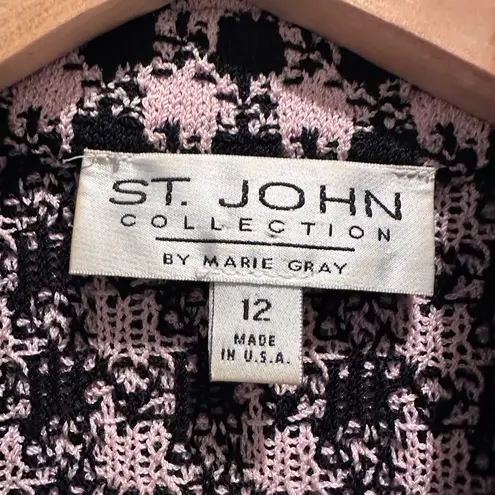 ST. JOHN
COLLECTION
BY MARIE GRAY
12
MADE
IN U.S.A.